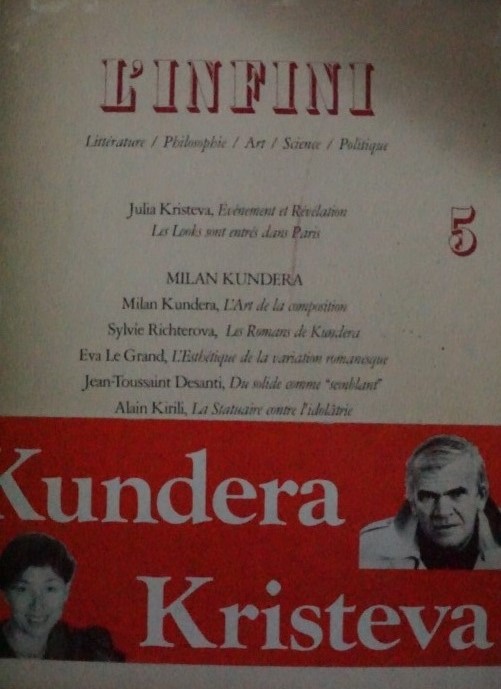 L'INFINI
Littérature / Philosophie / Art / Science / Politique
Julia Kristeva, Evénement et Révélation
Les Looks sont entrés dans Paris
5
MILAN KUNDERA
Milan Kundera, L'Art de la composition
Sylvie Richterova, Les Romans de Kundera
Eva Le Grand, L'Esthétique de la variation romanesque
Jean-Toussaint Desanti, Du solide comme "semblant"
Alain Kirili, La Statuaire contre l'idolâtrie
Kundera
Kristeva